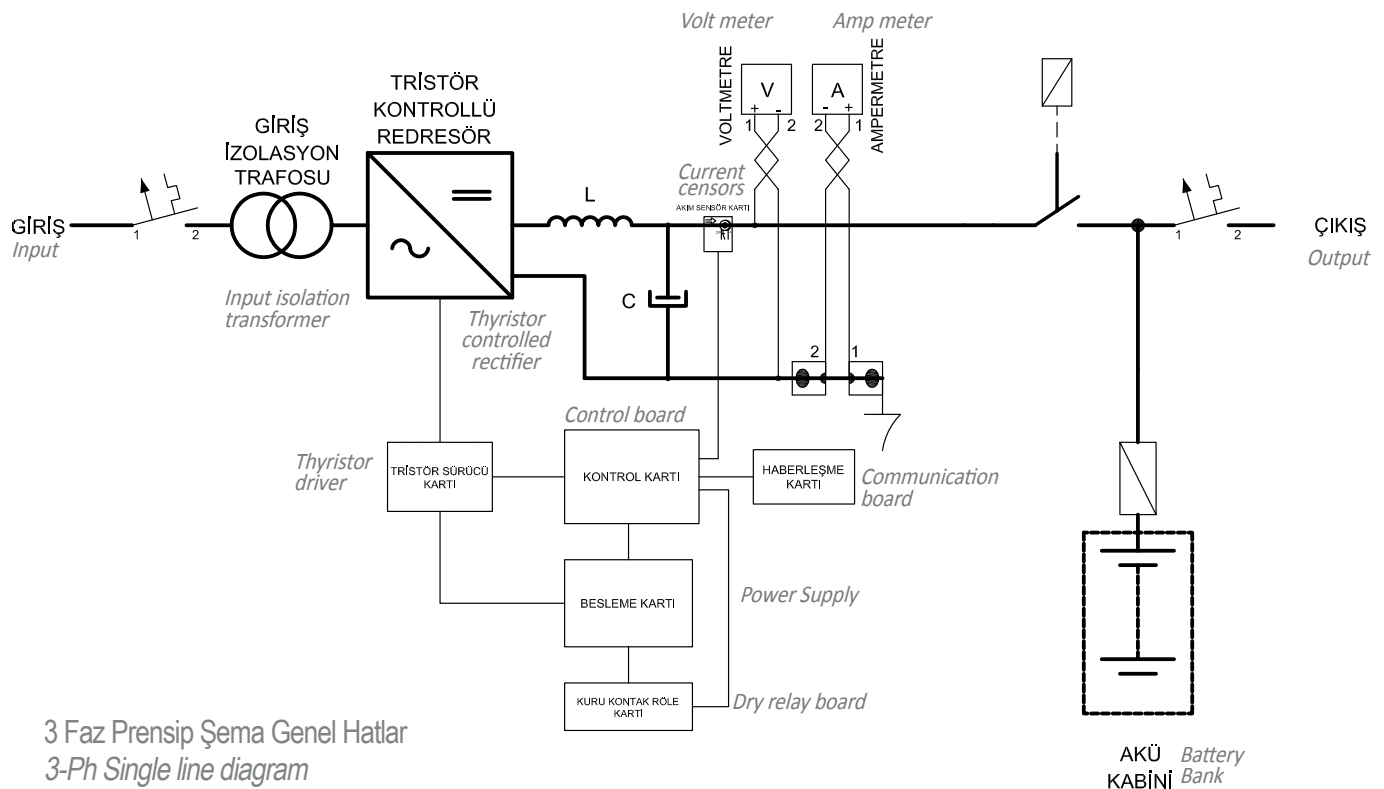 Volt meter
Amp meter
VOLTMETRE
V
+ -
1 2
A
- +
2 1
AMPERMETRE
TRİSTÖR
KONTROLLÜ
REDRESÖR
GİRİŞ
İZOLASYON
TRAFOSU
Current
censors
AKIM SENSÖR KARTI
L
GİRİŞ
Input
1 2
1 2
ÇIKIŞ
Output
Input isolation
transformer
Thyristor
controlled
rectifier
C
2 1
Control board
Thyristor
driver
TRİSTÖR SÜRÜCÜ
KARTI
KONTROL KARTI
HABERLEŞME
KARTI
Communication
board
BESLEME KARTI
Power Supply
KURU KONTAK RÖLE
KARTI
Dry relay board
3 Faz Prensip Şema Genel Hatlar
3-Ph Single line diagram
AKÜ
KABİNİ
Battery
Bank